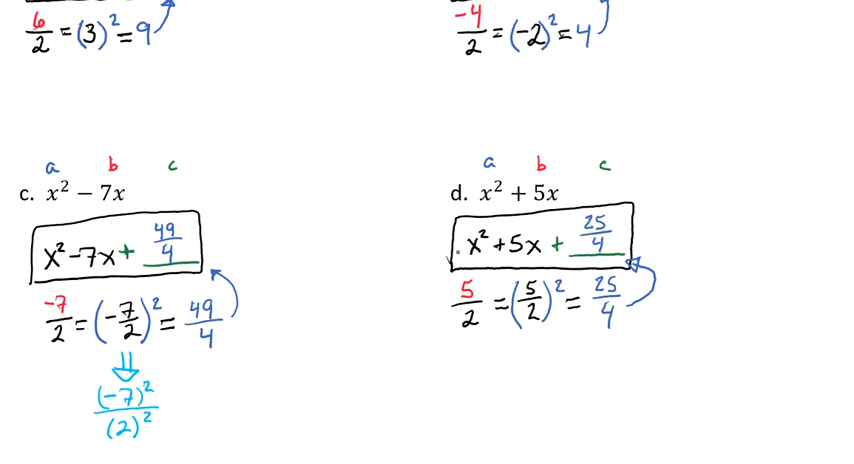 6/2 = (3)² = 9
-4/2 = (-2)² = 4
a b c
c. x² − 7x
x² - 7x + 49/4
-7/2 = (-7/2)² = 49/4
(-7)²/(2)²
a b c
d. x² + 5x
x² + 5x + 25/4
5/2 = (5/2)² = 25/4